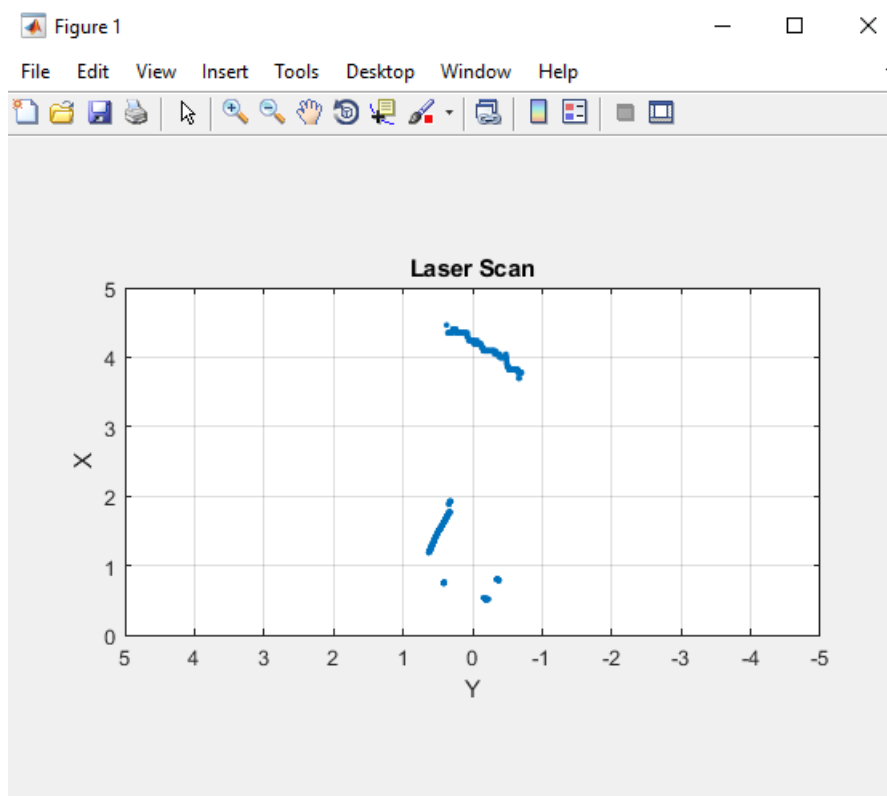 Figure 1
File Edit View Insert Tools Desktop Window Help
Laser Scan
5
4
3
2
1
0
X
5 4 3 2 1 0 -1 -2 -3 -4 -5
Y